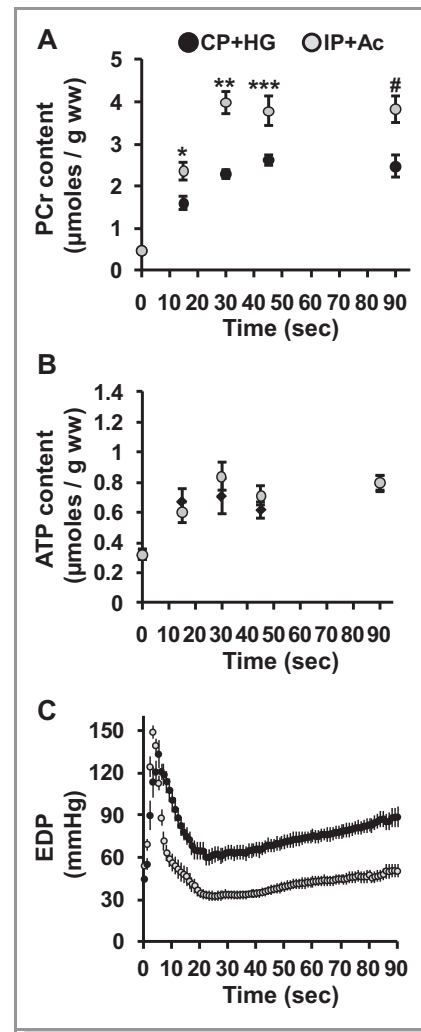 A
CP+HG IP+Ac
PCr content
(µmoles / g ww)
5
4
3
2
1
0
* ** *** #
0 10 20 30 40 50 60 70 80 90
Time (sec)
B
ATP content
(µmoles / g ww)
1.4
1.2
1
0.8
0.6
0.4
0.2
0
0 10 20 30 40 50 60 70 80 90
Time (sec)
C
EDP
(mmHg)
150
120
90
60
30
0
0 10 20 30 40 50 60 70 80 90
Time (sec)